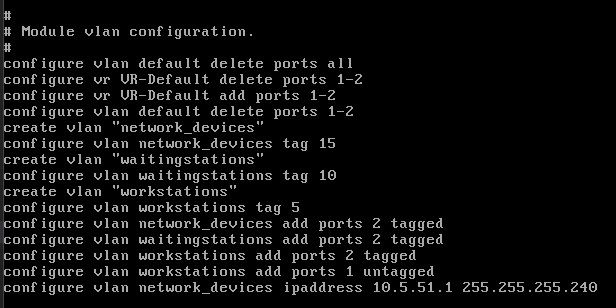 #
# Module vlan configuration.
#
configure vlan default delete ports all
configure vr VR-Default delete ports 1-2
configure vr VR-Default add ports 1-2
configure vlan default delete ports 1-2
create vlan "network_devices"
configure vlan network_devices tag 15
create vlan "waitingstations"
configure vlan waitingstations tag 10
create vlan "workstations"
configure vlan workstations tag 5
configure vlan network_devices add ports 2 tagged
configure vlan waitingstations add ports 2 tagged
configure vlan workstations add ports 2 tagged
configure vlan workstations add ports 1 untagged
configure vlan network_devices ipaddress 10.5.51.1 255.255.255.240